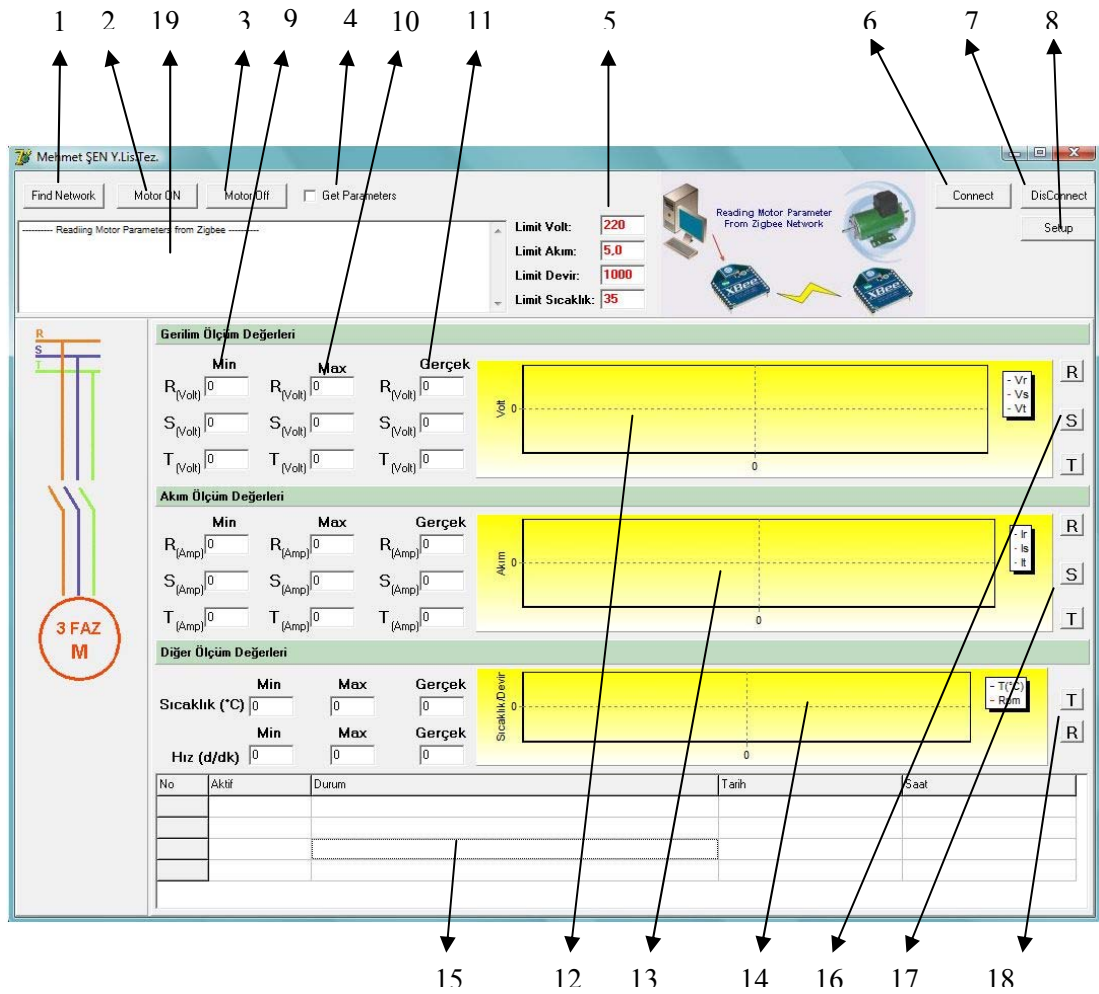 1 2 19 3 9 4 10 11 5 6 7 8
Mehmet ŞEN Y.Lis.Tez.
Find Network Motor ON Motor Off Get Parameters Connect DisConnect
Setup
---------- Readiing Motor Parameters from Zigbee ----------
Limit Volt: 220
Limit Akım: 5,0
Limit Devir: 1000
Limit Sıcaklık: 35
Reading Motor Parameter
From Zigbee Network
XBee XBee
R
S
T
3 FAZ
M
Gerilim Ölçüm Değerleri
Min Max Gerçek
R(Volt) 0 R(Volt) 0 R(Volt) 0
S(Volt) 0 S(Volt) 0 S(Volt) 0
T(Volt) 0 T(Volt) 0 T(Volt) 0
Volt 0
0
- Vr
- Vs
- Vt
R
S
T
Akım Ölçüm Değerleri
Min Max Gerçek
R(Amp) 0 R(Amp) 0 R(Amp) 0
S(Amp) 0 S(Amp) 0 S(Amp) 0
T(Amp) 0 T(Amp) 0 T(Amp) 0
Akım 0
0
- Ir
- Is
- It
R
S
T
Diğer Ölçüm Değerleri
Min Max Gerçek
Sıcaklık (°C) 0 0 0
Min Max Gerçek
Hız (d/dk) 0 0 0
Sıcaklık/Devir 0
0
- T(°C)
- Rpm
T
R
No Aktif Durum Tarih Saat
15 12 13 14 16 17 18